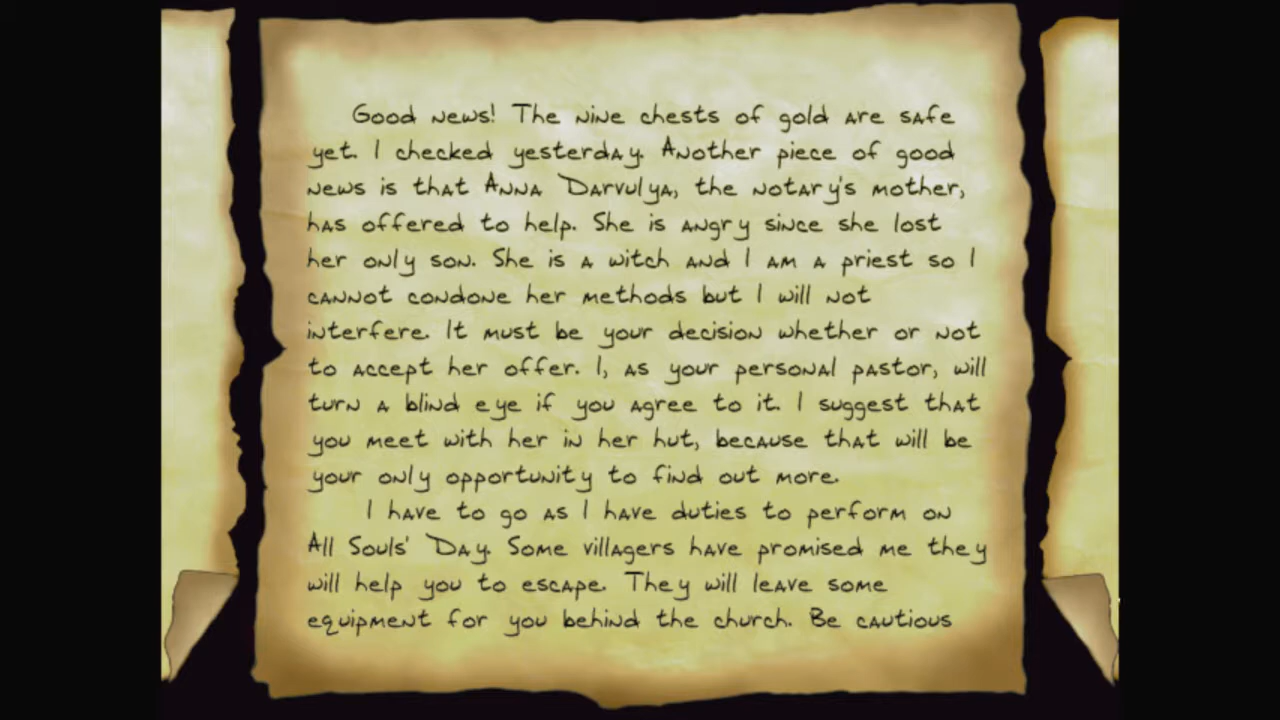 Good news! The nine chests of gold are safe
yet. I checked yesterday. Another piece of good
news is that Anna Darvulya, the notary's mother,
has offered to help. She is angry since she lost
her only son. She is a witch and I am a priest so I
cannot condone her methods but I will not
interfere. It must be your decision whether or not
to accept her offer. I, as your personal pastor, will
turn a blind eye if you agree to it. I suggest that
you meet with her in her hut, because that will be
your only opportunity to find out more.
I have to go as I have duties to perform on
All Souls' Day. Some villagers have promised me they
will help you to escape. They will leave some
equipment for you behind the church. Be cautious